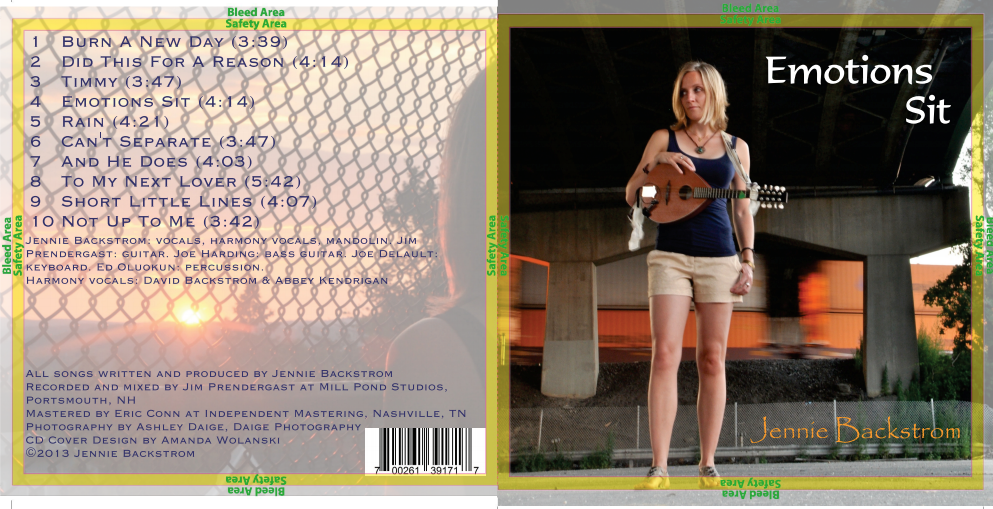 Bleed Area
Safety Area
1 Burn A New Day (3:39)
2 Did This For A Reason (4:14)
3 Timmy (3:47)
4 Emotions Sit (4:14)
5 Rain (4:21)
6 Can't Separate (3:47)
7 And He Does (4:03)
8 To My Next Lover (5:42)
9 Short Little Lines (4:07)
10 Not Up To Me (3:42)
Jennie Backstrom: vocals, harmony vocals, mandolin. Jim
Prendergast: guitar. Joe Harding: bass guitar. Joe Delault:
keyboard. Ed Oluokun: percussion.
Harmony vocals: David Backstrom & Abbey Kendrigan
All songs written and produced by Jennie Backstrom
Recorded and mixed by Jim Prendergast at Mill Pond Studios,
Portsmouth, NH
Mastered by Eric Conn at Independent Mastering, Nashville, TN
Photography by Ashley Daige, Daige Photography
CD Cover Design by Amanda Wolanski
©2013 Jennie Backstrom
7 00261 39171 7
Bleed Area
Safety Area
Safety Area
Bleed Area
Bleed Area
Safety Area
Emotions
Sit
Jennie Backstrom
Safety Area
Bleed Area
Safety Area
Safety Area
Bleed Area
Safety Area
Bleed Area